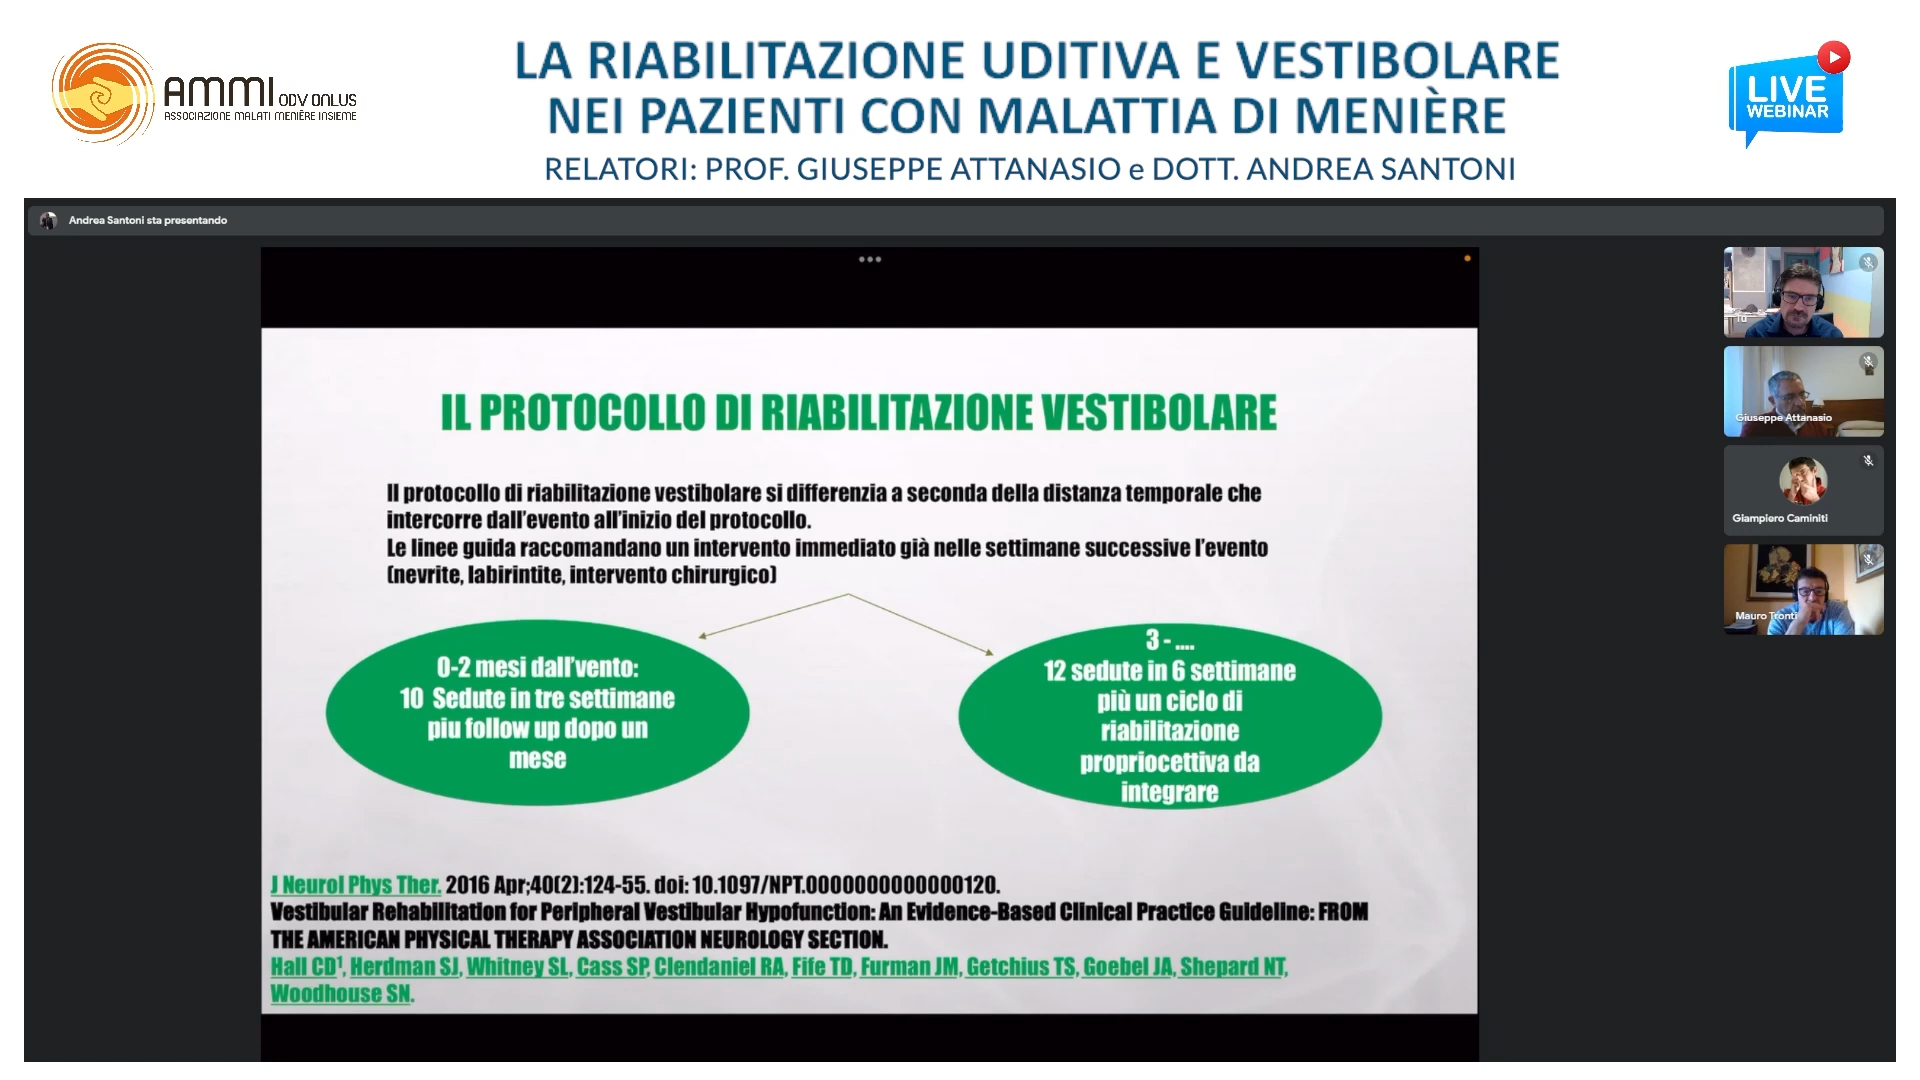 AMMI ODV ONLUS
ASSOCIAZIONE MALATI MENIÈRE INSIEME
LA RIABILITAZIONE UDITIVA E VESTIBOLARE
NEI PAZIENTI CON MALATTIA DI MENIÈRE
RELATORI: PROF. GIUSEPPE ATTANASIO e DOTT. ANDREA SANTONI
LIVE
WEBINAR
Andrea Santoni sta presentando
IL PROTOCOLLO DI RIABILITAZIONE VESTIBOLARE
Il protocollo di riabilitazione vestibolare si differenzia a seconda della distanza temporale che
intercorre dall'evento all'inizio del protocollo.
Le linee guida raccomandano un intervento immediato già nelle settimane successive l'evento
(nevrite, labirintite, intervento chirurgico)
0-2 mesi dall'vento:
10 Sedute in tre settimane
piu follow up dopo un
mese
3 - ....
12 sedute in 6 settimane
più un ciclo di
riabilitazione
propriocettiva da
integrare
J Neurol Phys Ther. 2016 Apr;40(2):124-55. doi: 10.1097/NPT.0000000000000120.
Vestibular Rehabilitation for Peripheral Vestibular Hypofunction: An Evidence-Based Clinical Practice Guideline: FROM
THE AMERICAN PHYSICAL THERAPY ASSOCIATION NEUROLOGY SECTION.
Hall CD1, Herdman SJ, Whitney SL, Cass SP, Clendaniel RA, Fife TD, Furman JM, Getchius TS, Goebel JA, Shepard NT,
Woodhouse SN.
Tu
Giuseppe Attanasio
Giampiero Caminiti
Mauro Tronti